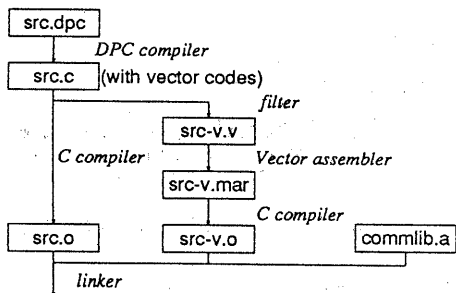 src.dpc
DPC compiler
src.c (with vector codes)
filter
src-v.v
C compiler
Vector assembler
src-v.mar
C compiler
src.o
src-v.o
commlib.a
linker